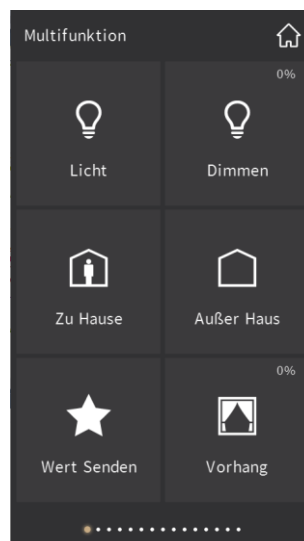 Multifunktion
0%
Licht
Dimmen
Zu Hause
Außer Haus
0%
Wert Senden
Vorhang